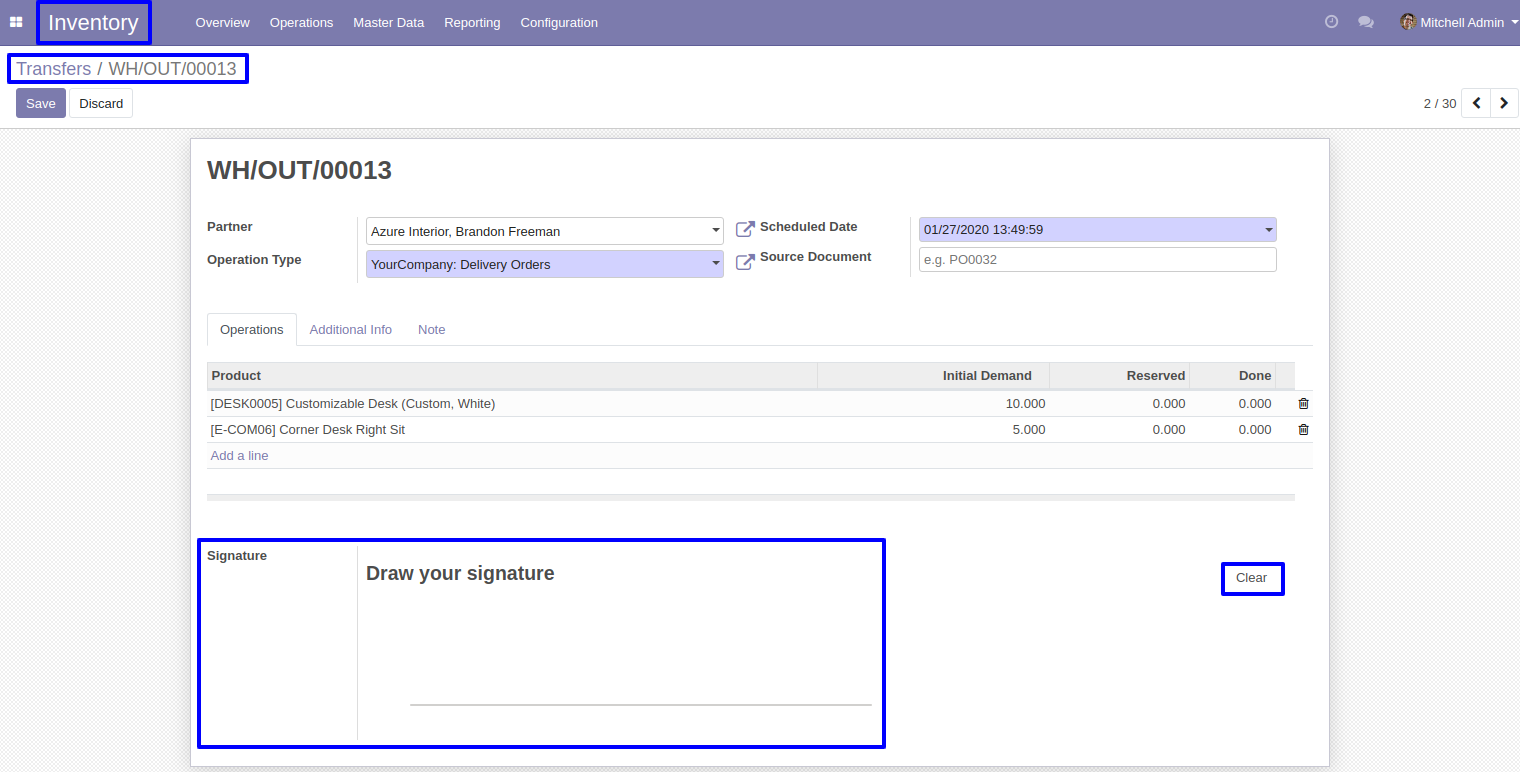 Inventory Overview Operations Master Data Reporting Configuration Mitchell Admin
Transfers / WH/OUT/00013
Save Discard 2 / 30
WH/OUT/00013
Partner Azure Interior, Brandon Freeman Scheduled Date 01/27/2020 13:49:59
Operation Type YourCompany: Delivery Orders Source Document e.g. PO0032
Operations Additional Info Note
Product Initial Demand Reserved Done
[DESK0005] Customizable Desk (Custom, White) 10.000 0.000 0.000
[E-COM06] Corner Desk Right Sit 5.000 0.000 0.000
Add a line
Signature
Draw your signature Clear